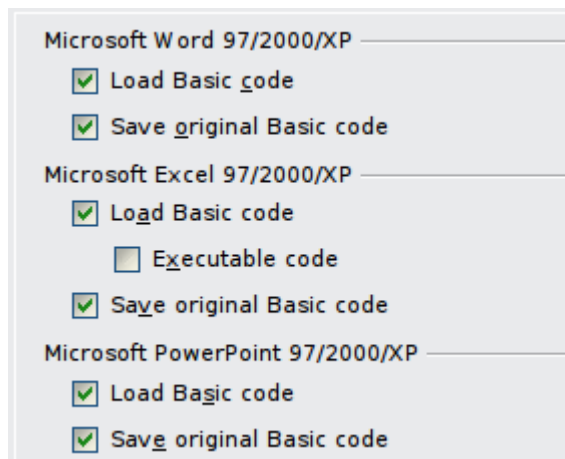 Microsoft Word 97/2000/XP
Load Basic code
Save original Basic code
Microsoft Excel 97/2000/XP
Load Basic code
Executable code
Save original Basic code
Microsoft PowerPoint 97/2000/XP
Load Basic code
Save original Basic code